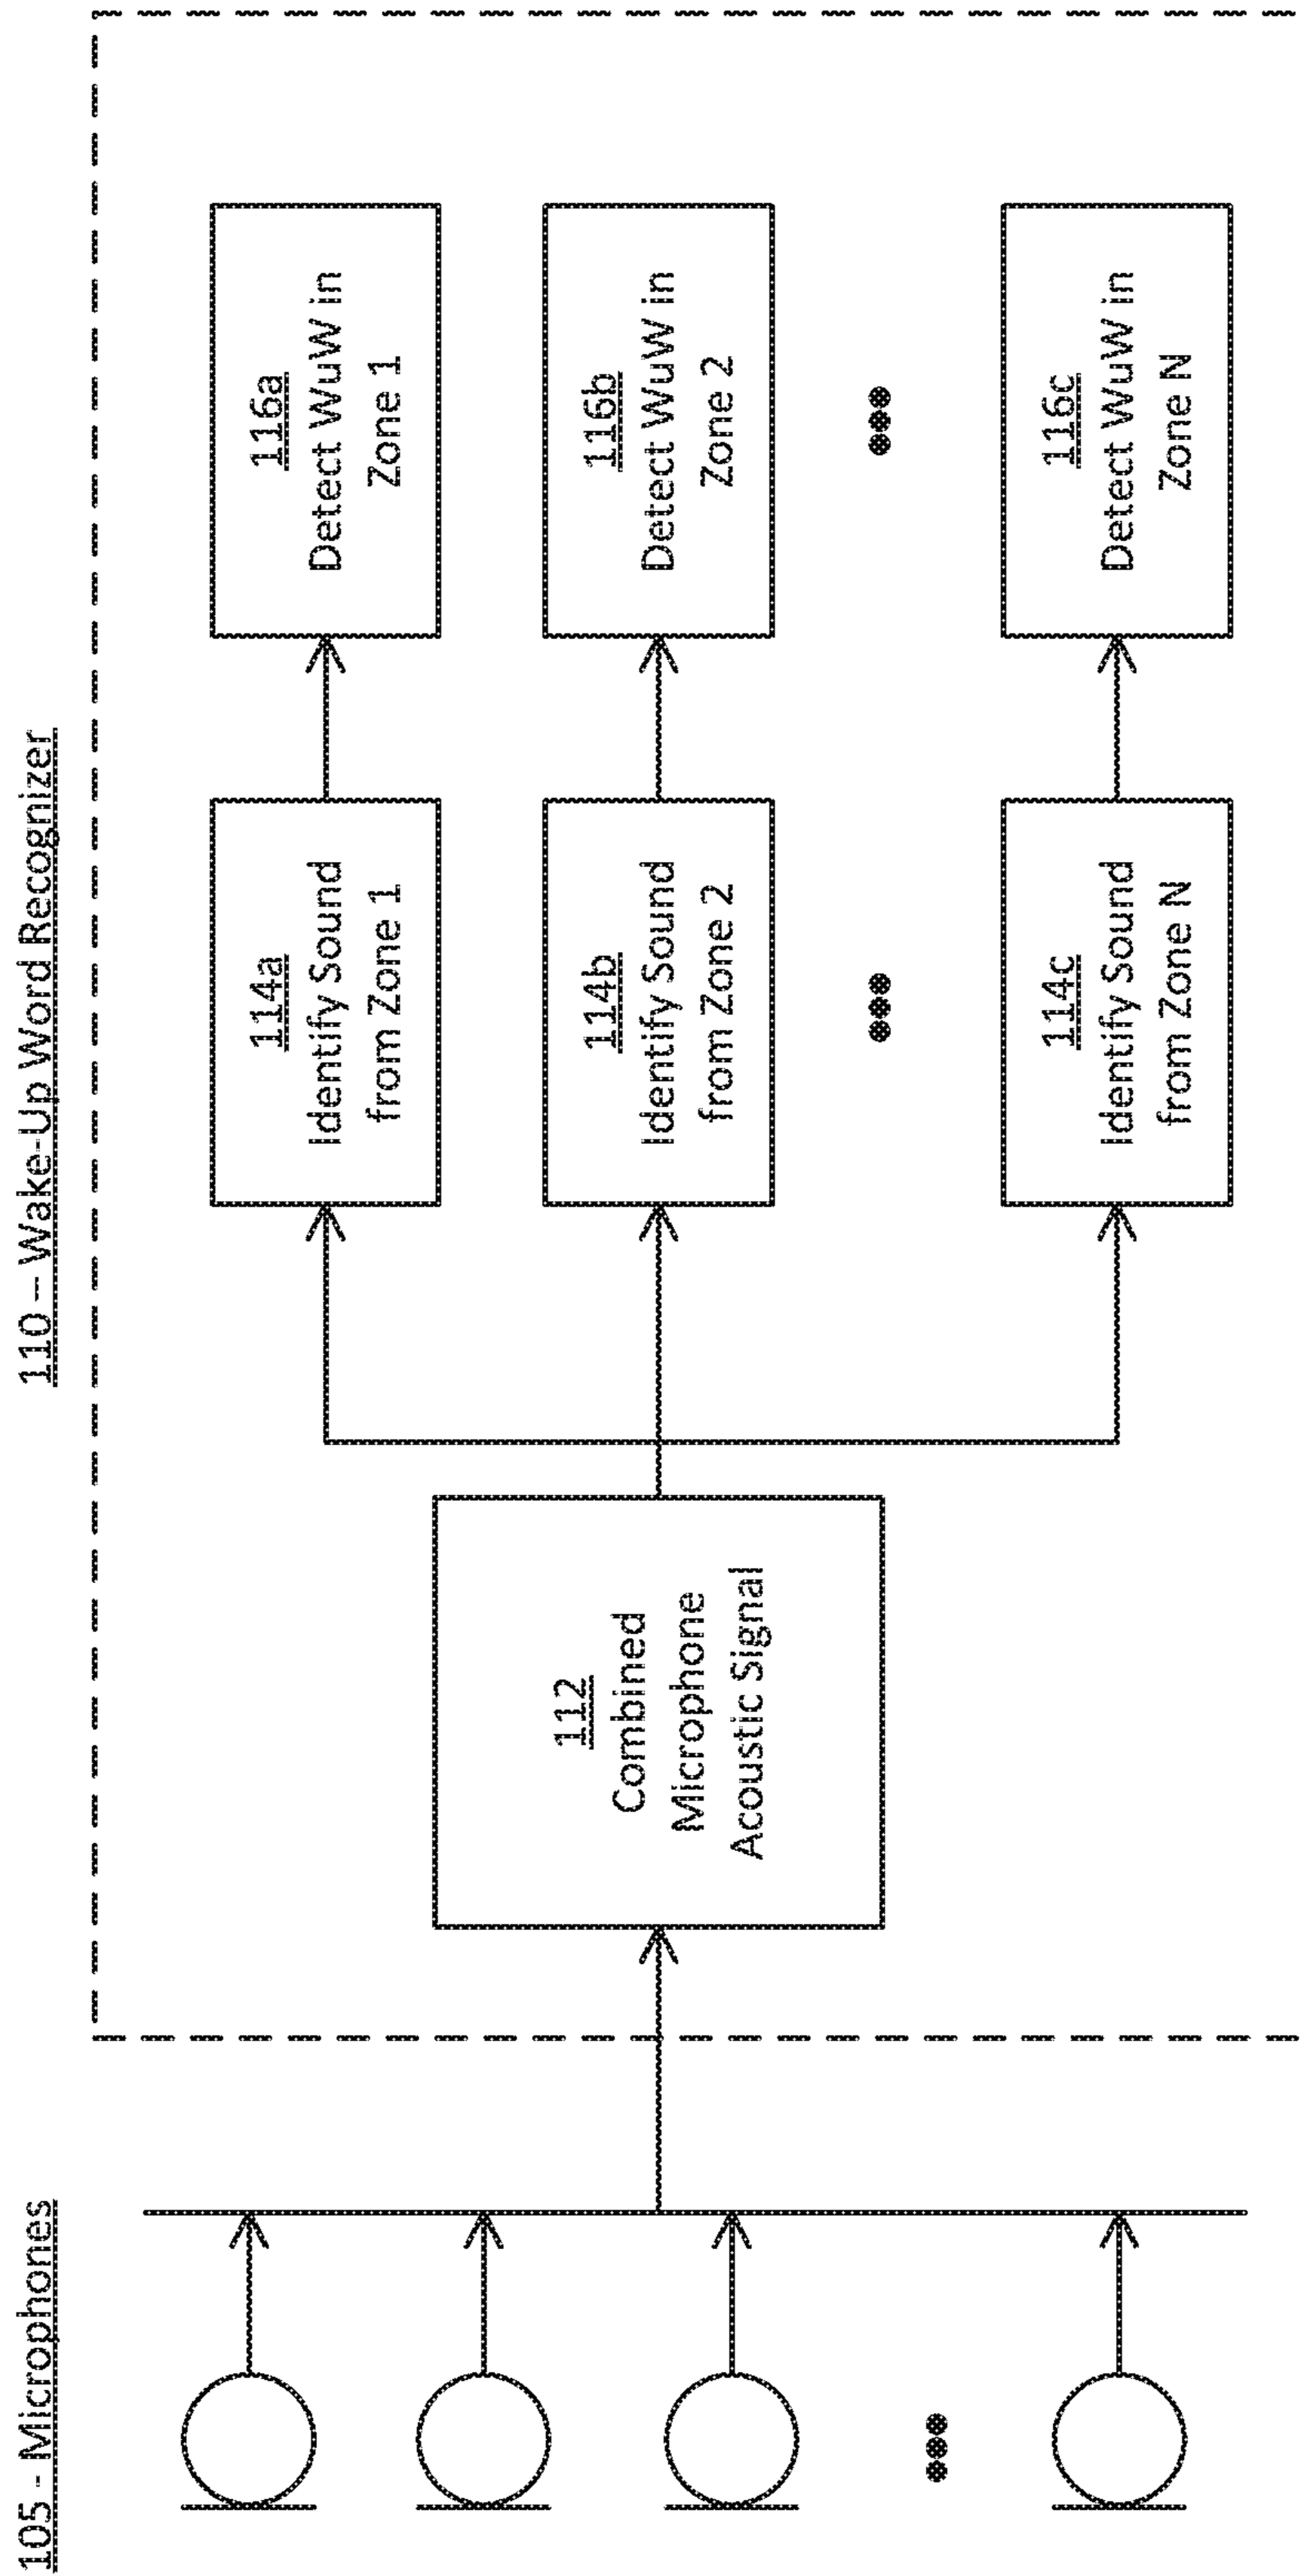 105 - Microphones
110 – Wake-Up Word Recognizer
112
Combined
Microphone
Acoustic Signal
114a
Identify Sound
from Zone 1
116a
Detect WuW in
Zone 1
114b
Identify Sound
from Zone 2
116b
Detect WuW in
Zone 2
114c
Identify Sound
from Zone N
116c
Detect WuW in
Zone N